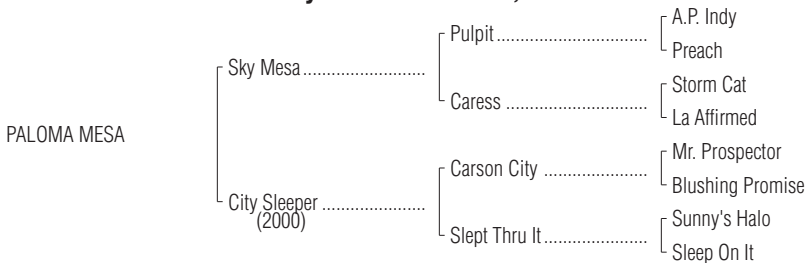 A.P. Indy
Pulpit..........................................
Preach
Sky Mesa..........................
Storm Cat
Caress .......................................
La Affirmed
PALOMA MESA
Mr. Prospector
Carson City .............................
Blushing Promise
City Sleeper ......................
(2000)
Sunny's Halo
Slept Thru It.............................
Sleep On It